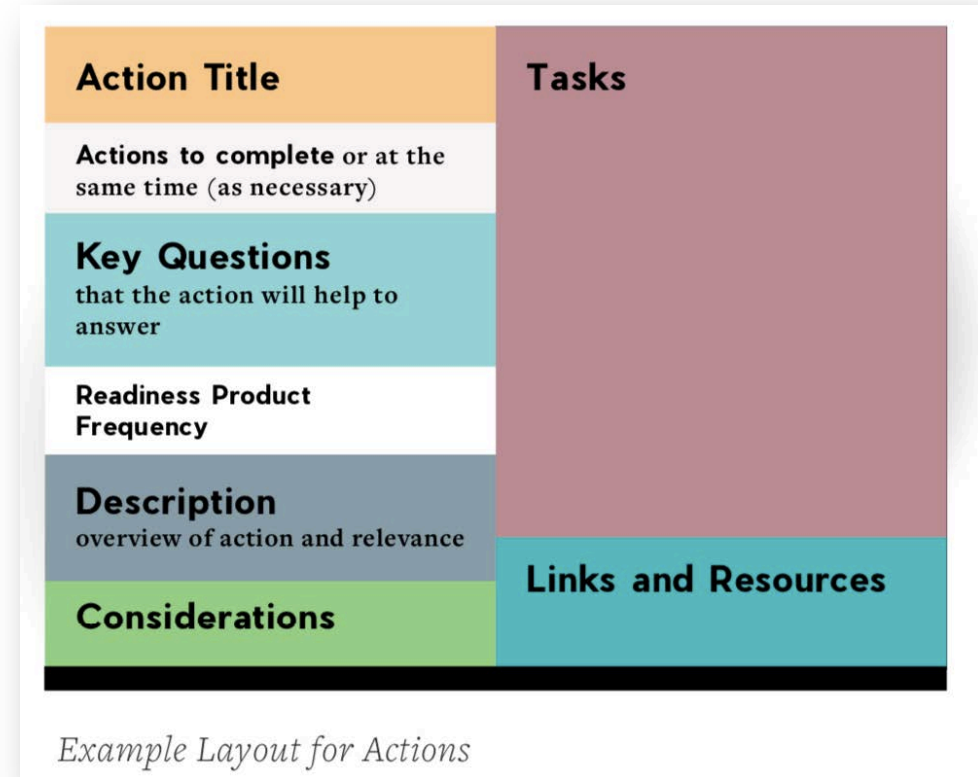 Action Title
Actions to complete or at the
same time (as necessary)
Key Questions
that the action will help to
answer
Readiness Product
Frequency
Description
overview of action and relevance
Considerations
Tasks
Links and Resources
Example Layout for Actions